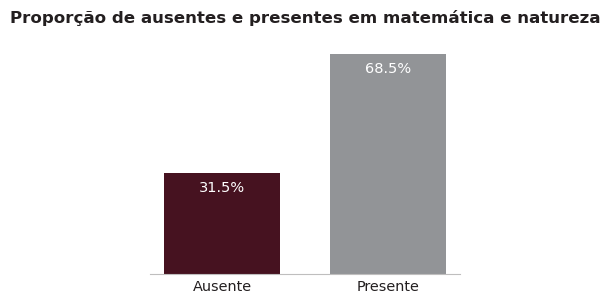 Proporção de ausentes e presentes em matemática e natureza
68.5%
31.5%
Ausente
Presente